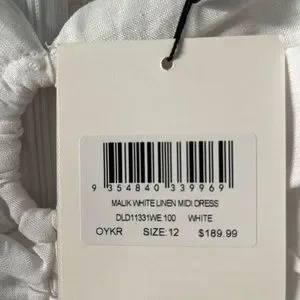 9 354840 339969
MALIK WHITE LINEN MIDI DRESS
DLD11331WE.100 WHITE
OYKR SIZE:12 $189.99